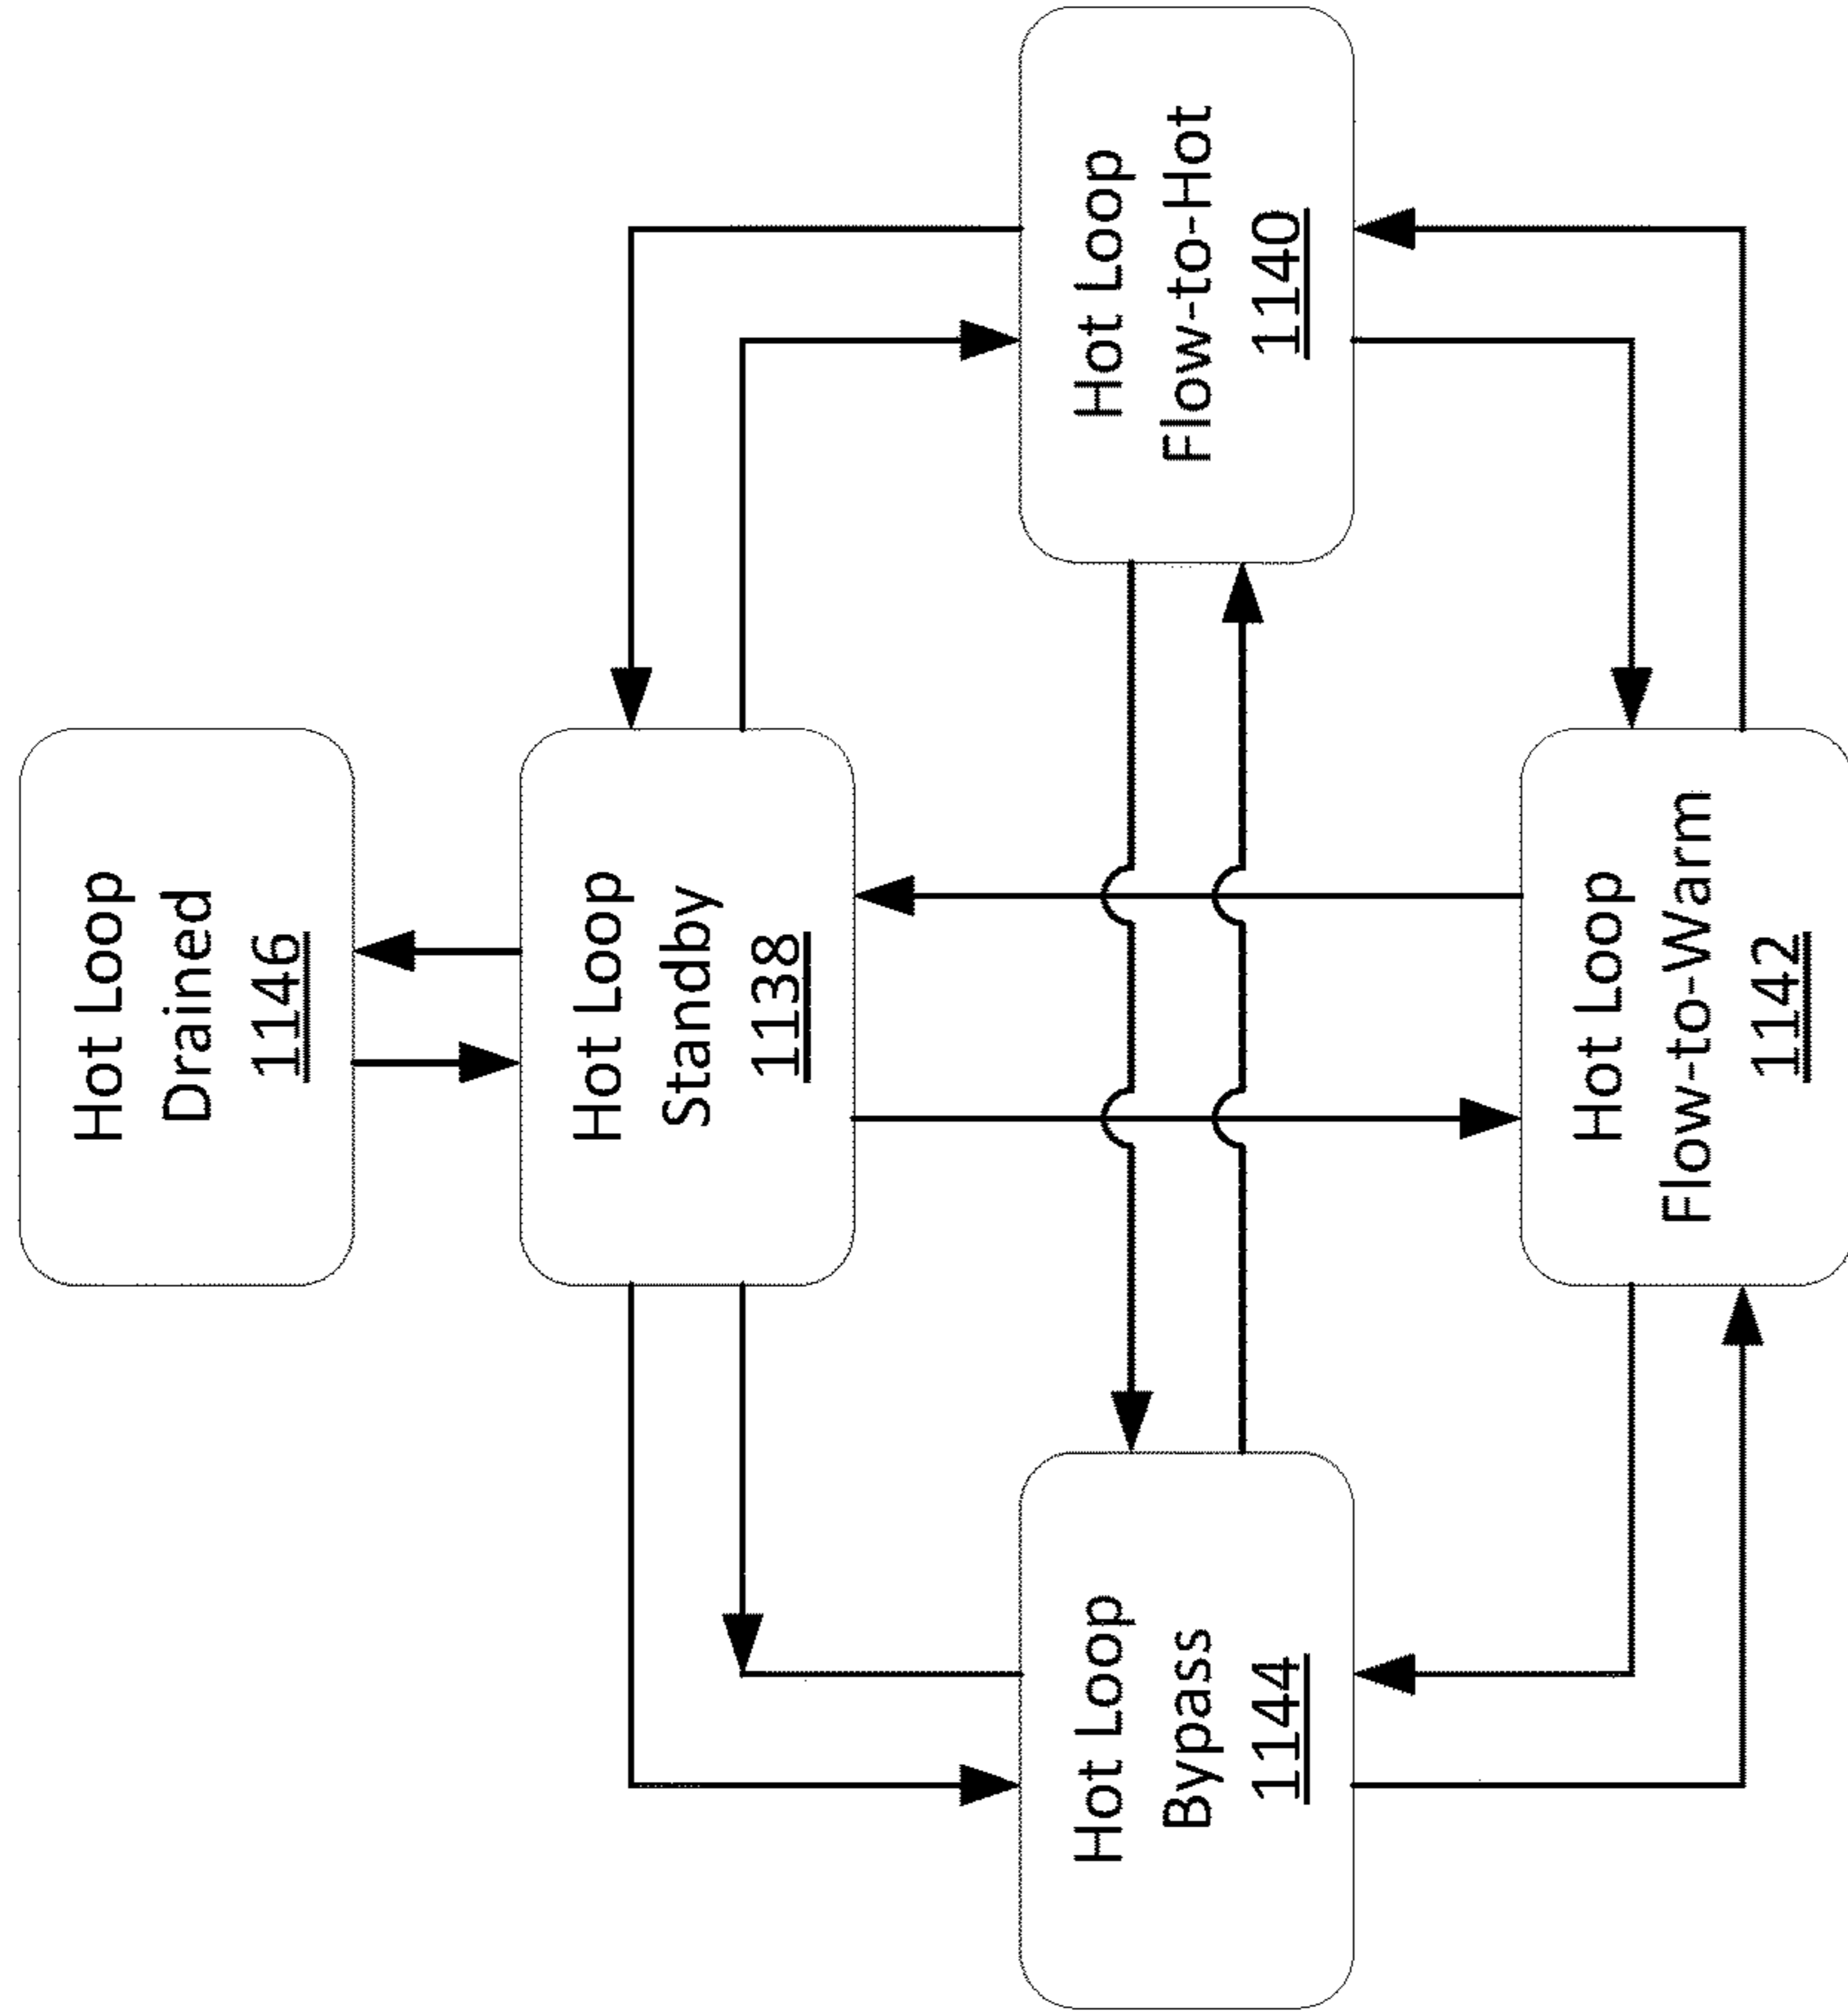 Hot Loop
Drained
1146
Hot Loop
Standby
1138
Hot Loop
Bypass
1144
Hot Loop
Flow-to-Hot
1140
Hot Loop
Flow-to-Warm
1142